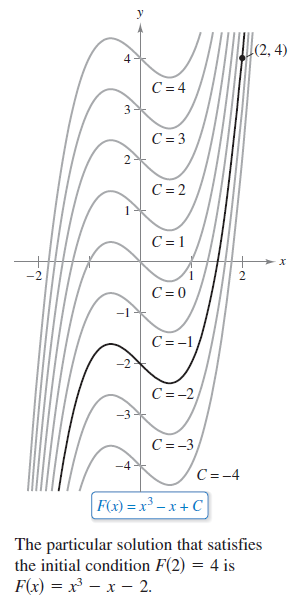 y
(2, 4)
4
C = 4
3
C = 3
2
C = 2
1
C = 1
x
−2
1
2
C = 0
−1
C = −1
−2
C = −2
−3
C = −3
−4
C = −4
F(x) = x³ − x + C
The particular solution that satisfies
the initial condition F(2) = 4 is
F(x) = x³ − x − 2.